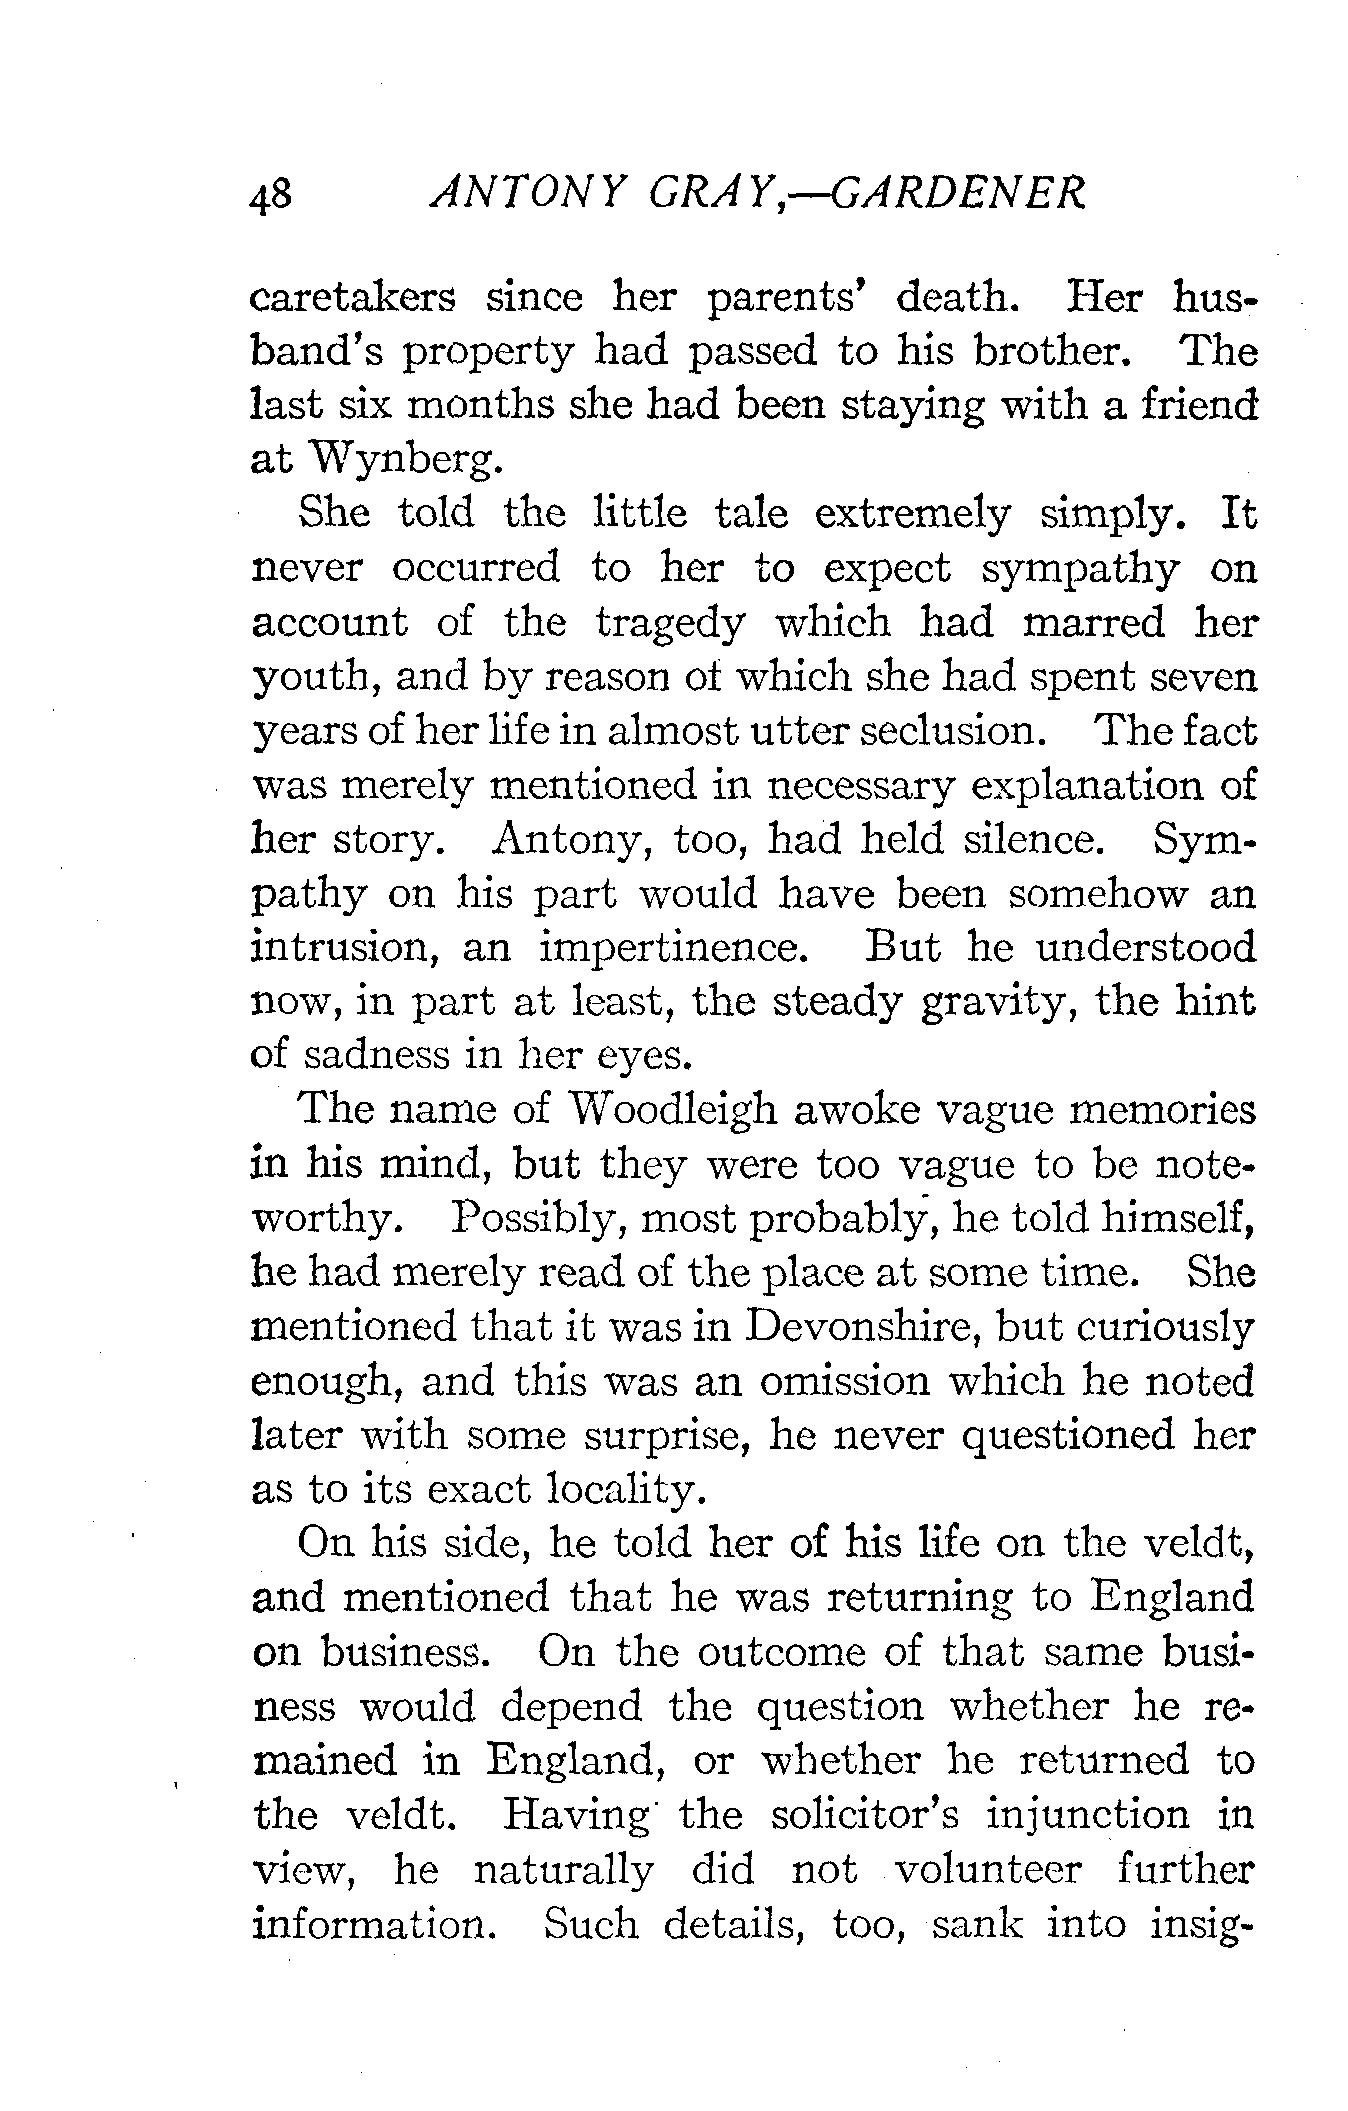 48 ANTONY GRAY,—GARDENER
caretakers since her parents' death. Her hus-
band's property had passed to his brother. The
last six months she had been staying with a friend
at Wynberg.
She told the little tale extremely simply. It
never occurred to her to expect sympathy on
account of the tragedy which had marred her
youth, and by reason of which she had spent seven
years of her life in almost utter seclusion. The fact
was merely mentioned in necessary explanation of
her story. Antony, too, had held silence. Sym-
pathy on his part would have been somehow an
intrusion, an impertinence. But he understood
now, in part at least, the steady gravity, the hint
of sadness in her eyes.
The name of Woodleigh awoke vague memories
in his mind, but they were too vague to be note-
worthy. Possibly, most probably, he told himself,
he had merely read of the place at some time. She
mentioned that it was in Devonshire, but curiously
enough, and this was an omission which he noted
later with some surprise, he never questioned her
as to its exact locality.
On his side, he told her of his life on the veldt,
and mentioned that he was returning to England
on business. On the outcome of that same busi-
ness would depend the question whether he re-
mained in England, or whether he returned to
the veldt. Having the solicitor's injunction in
view, he naturally did not volunteer further
information. Such details, too, sank into insig-